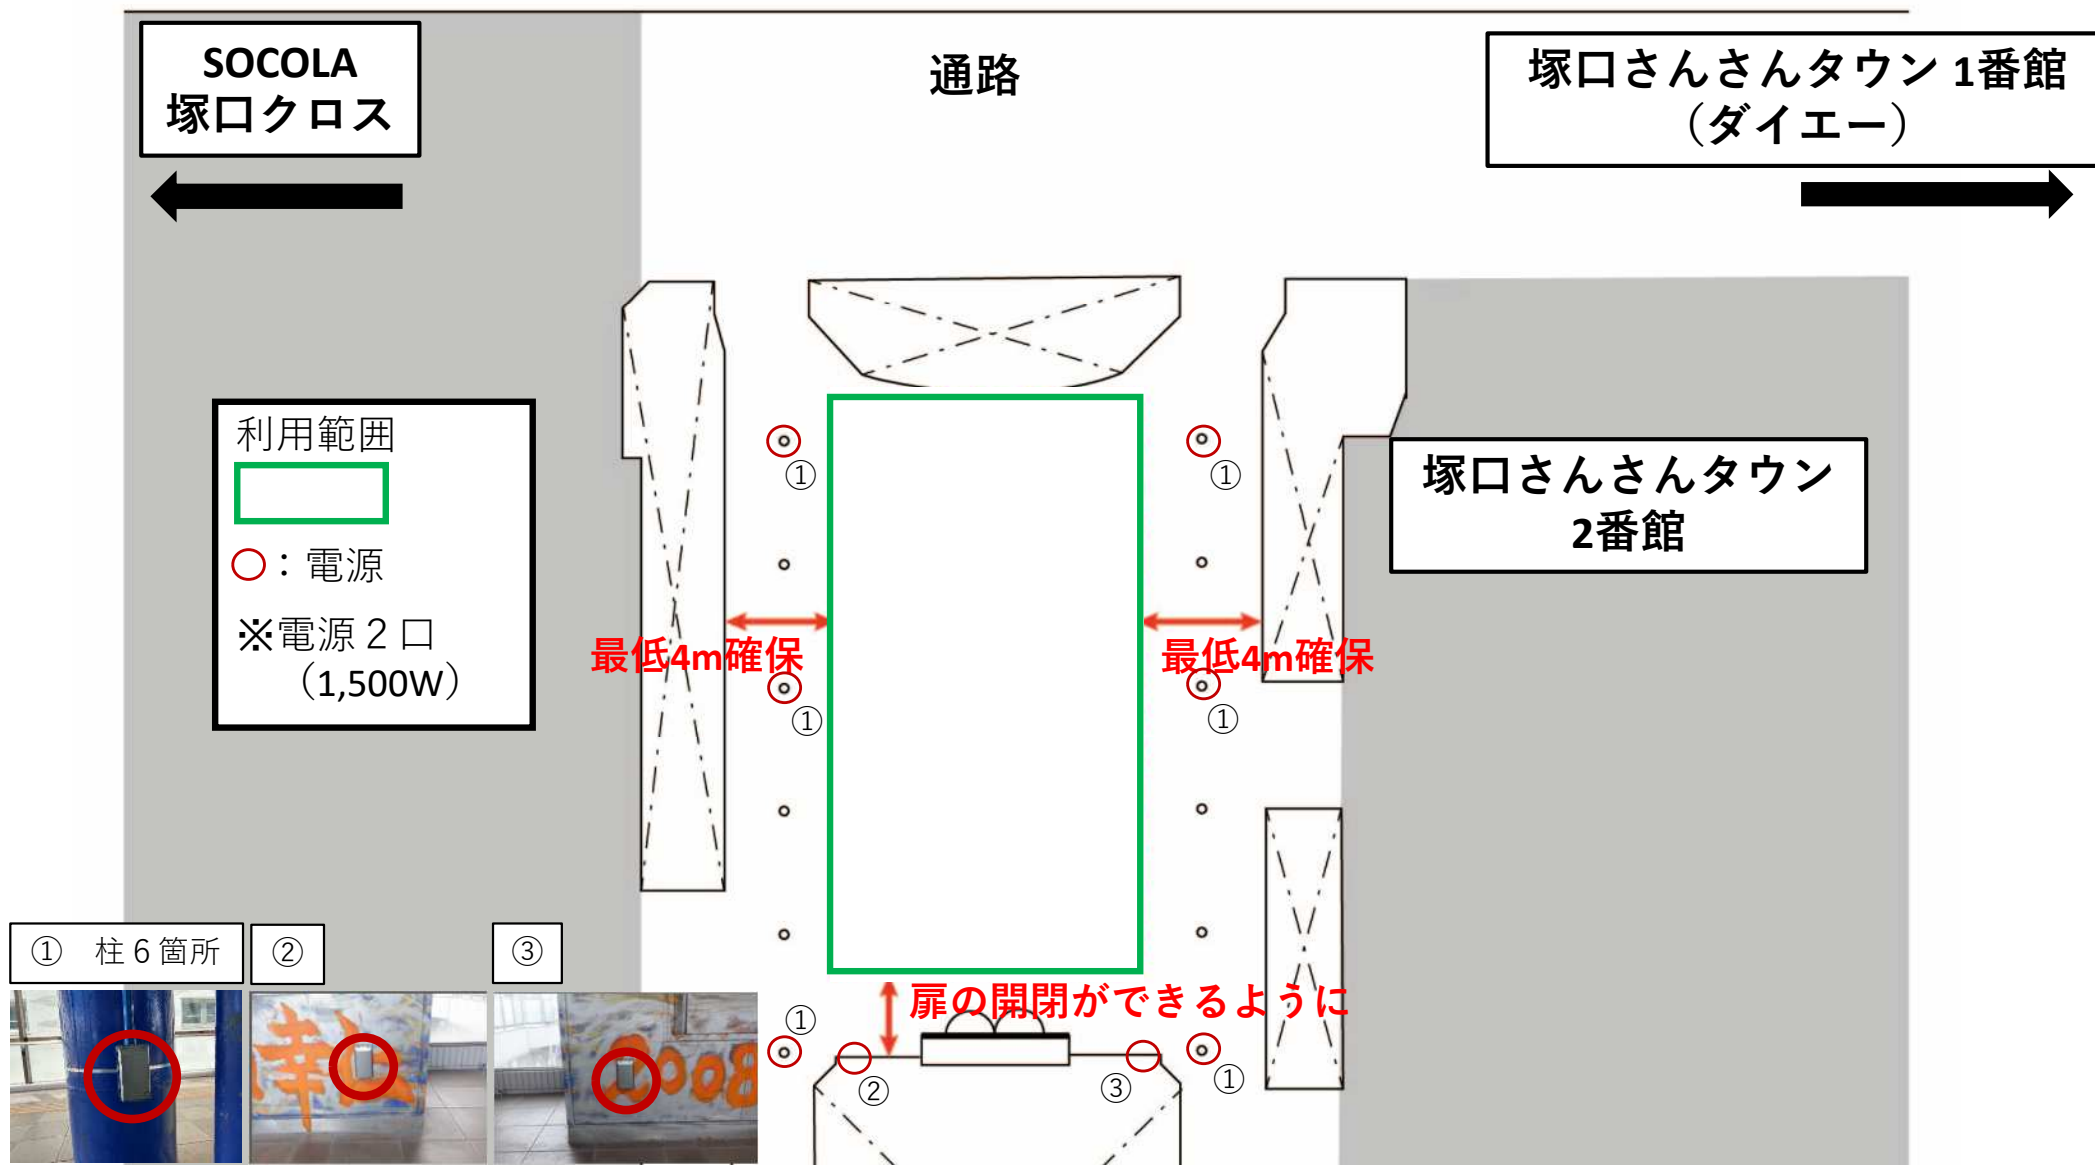 SOCOLA
塚口クロス
通路
塚口さんさんタウン 1番館
（ダイエー）
利用範囲
○：電源
※電源２口
（1,500W）
塚口さんさんタウン
2番館
①
①
最低4m確保
最低4m確保
①
①
扉の開閉ができるように
①
①
②
③
① 柱６箇所
②
③
2008